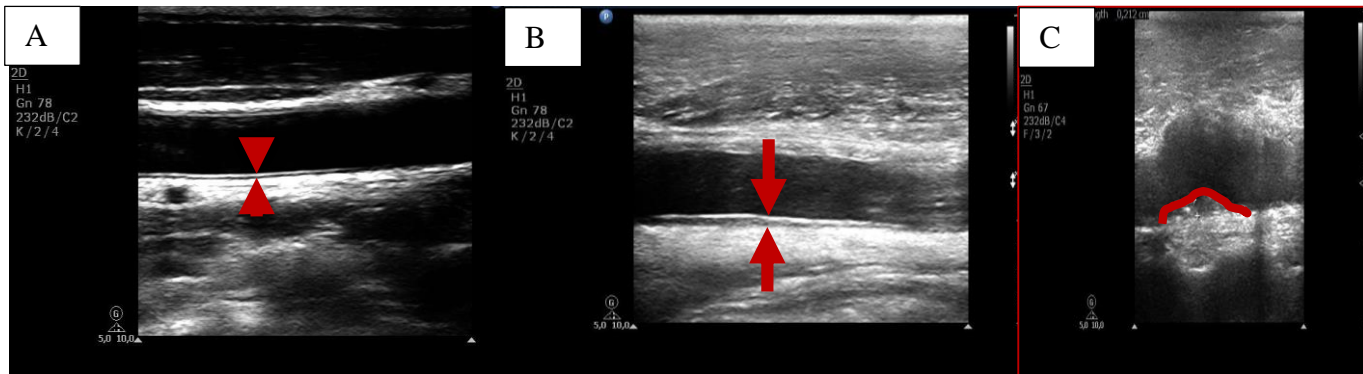 A
2D
H1
Gn 78
232dB/C2
K / 2 / 4
G
5,0 10,0
P
B
2D
H1
Gn 78
232dB/C2
K / 2 / 4
G
5,0 10,0
C
ngth 0,212 cm
2D
H1
Gn 67
232dB/C4
F / 3 / 2
G
5,0 10,0